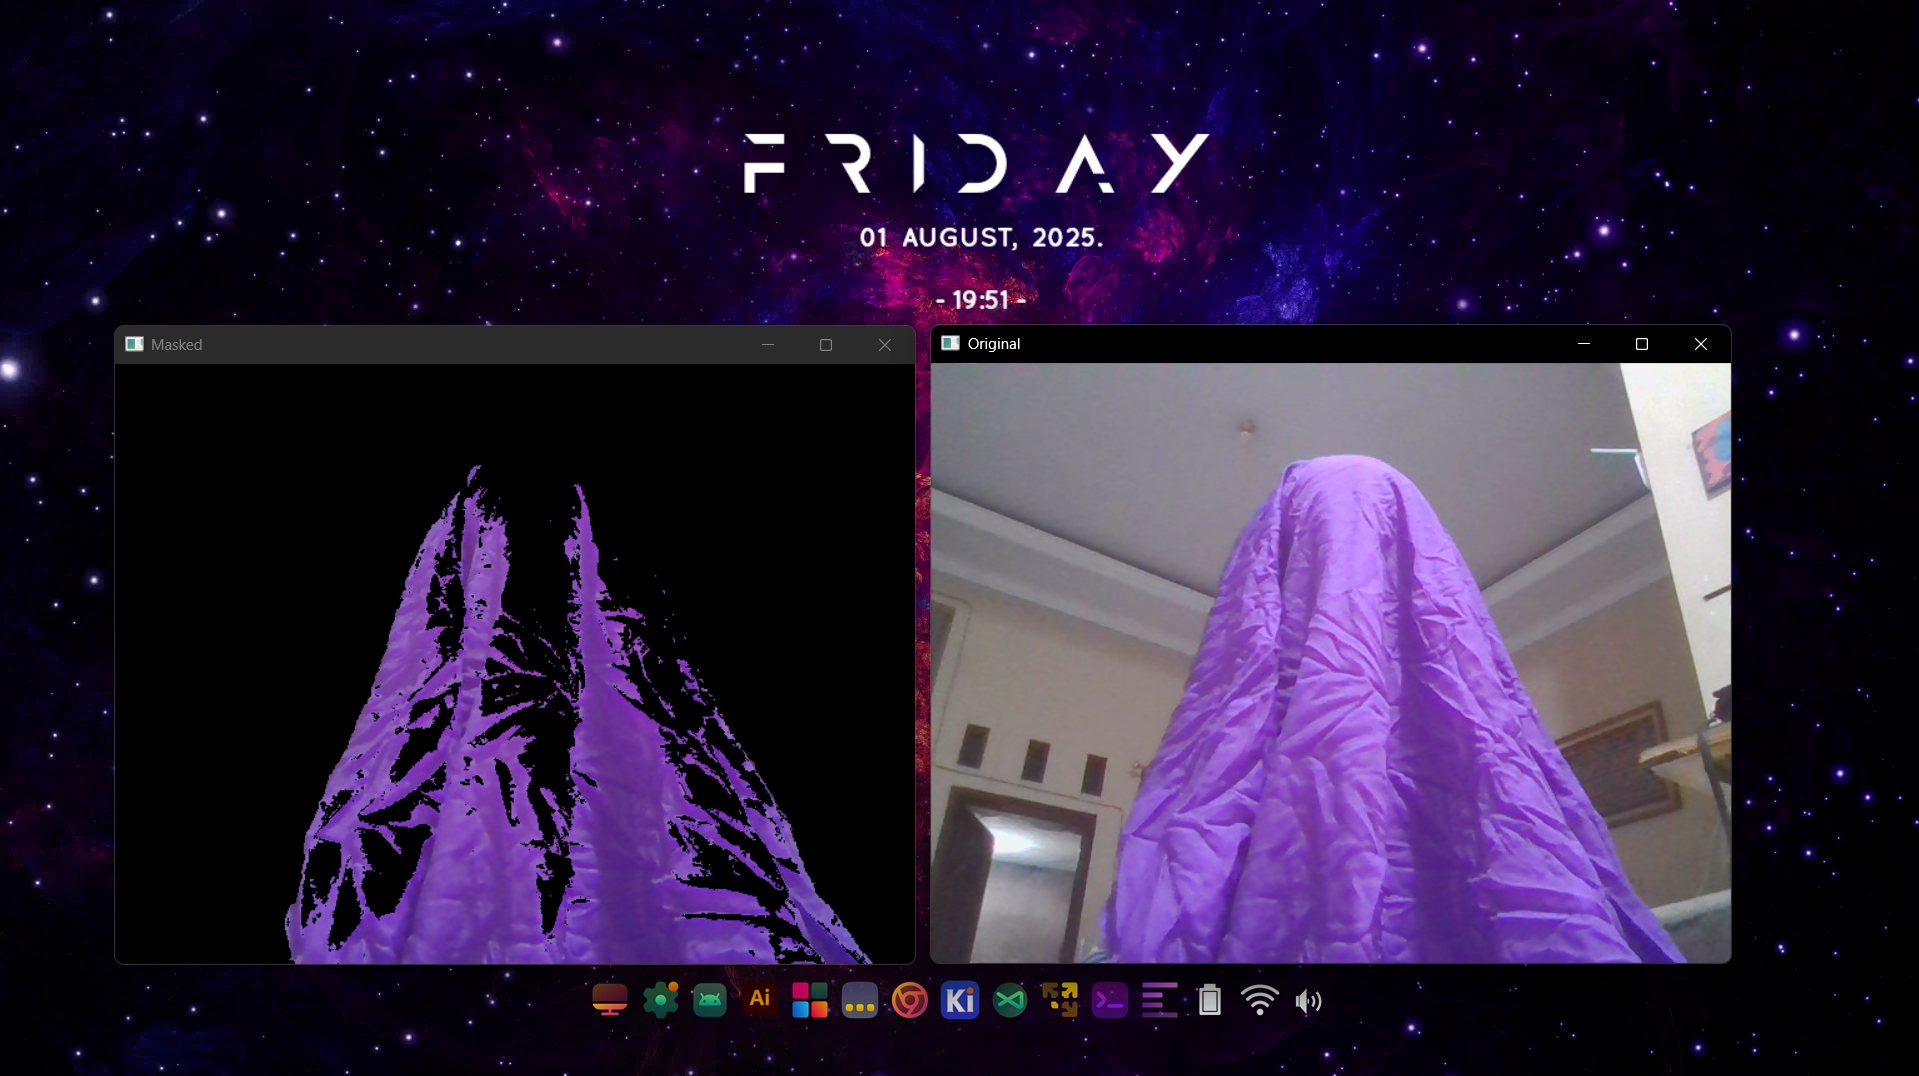 FRIDAY
01 AUGUST, 2025.
- 19:51 -
Masked
Original
Ai
Ki